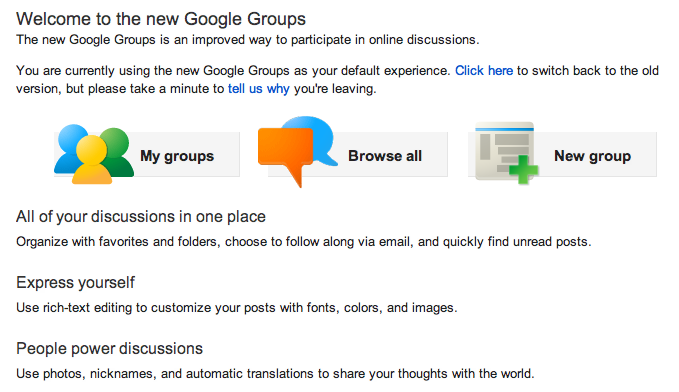 Welcome to the new Google Groups
The new Google Groups is an improved way to participate in online discussions.
You are currently using the new Google Groups as your default experience. Click here to switch back to the old
version, but please take a minute to tell us why you're leaving.
My groups
Browse all
New group
All of your discussions in one place
Organize with favorites and folders, choose to follow along via email, and quickly find unread posts.
Express yourself
Use rich-text editing to customize your posts with fonts, colors, and images.
People power discussions
Use photos, nicknames, and automatic translations to share your thoughts with the world.